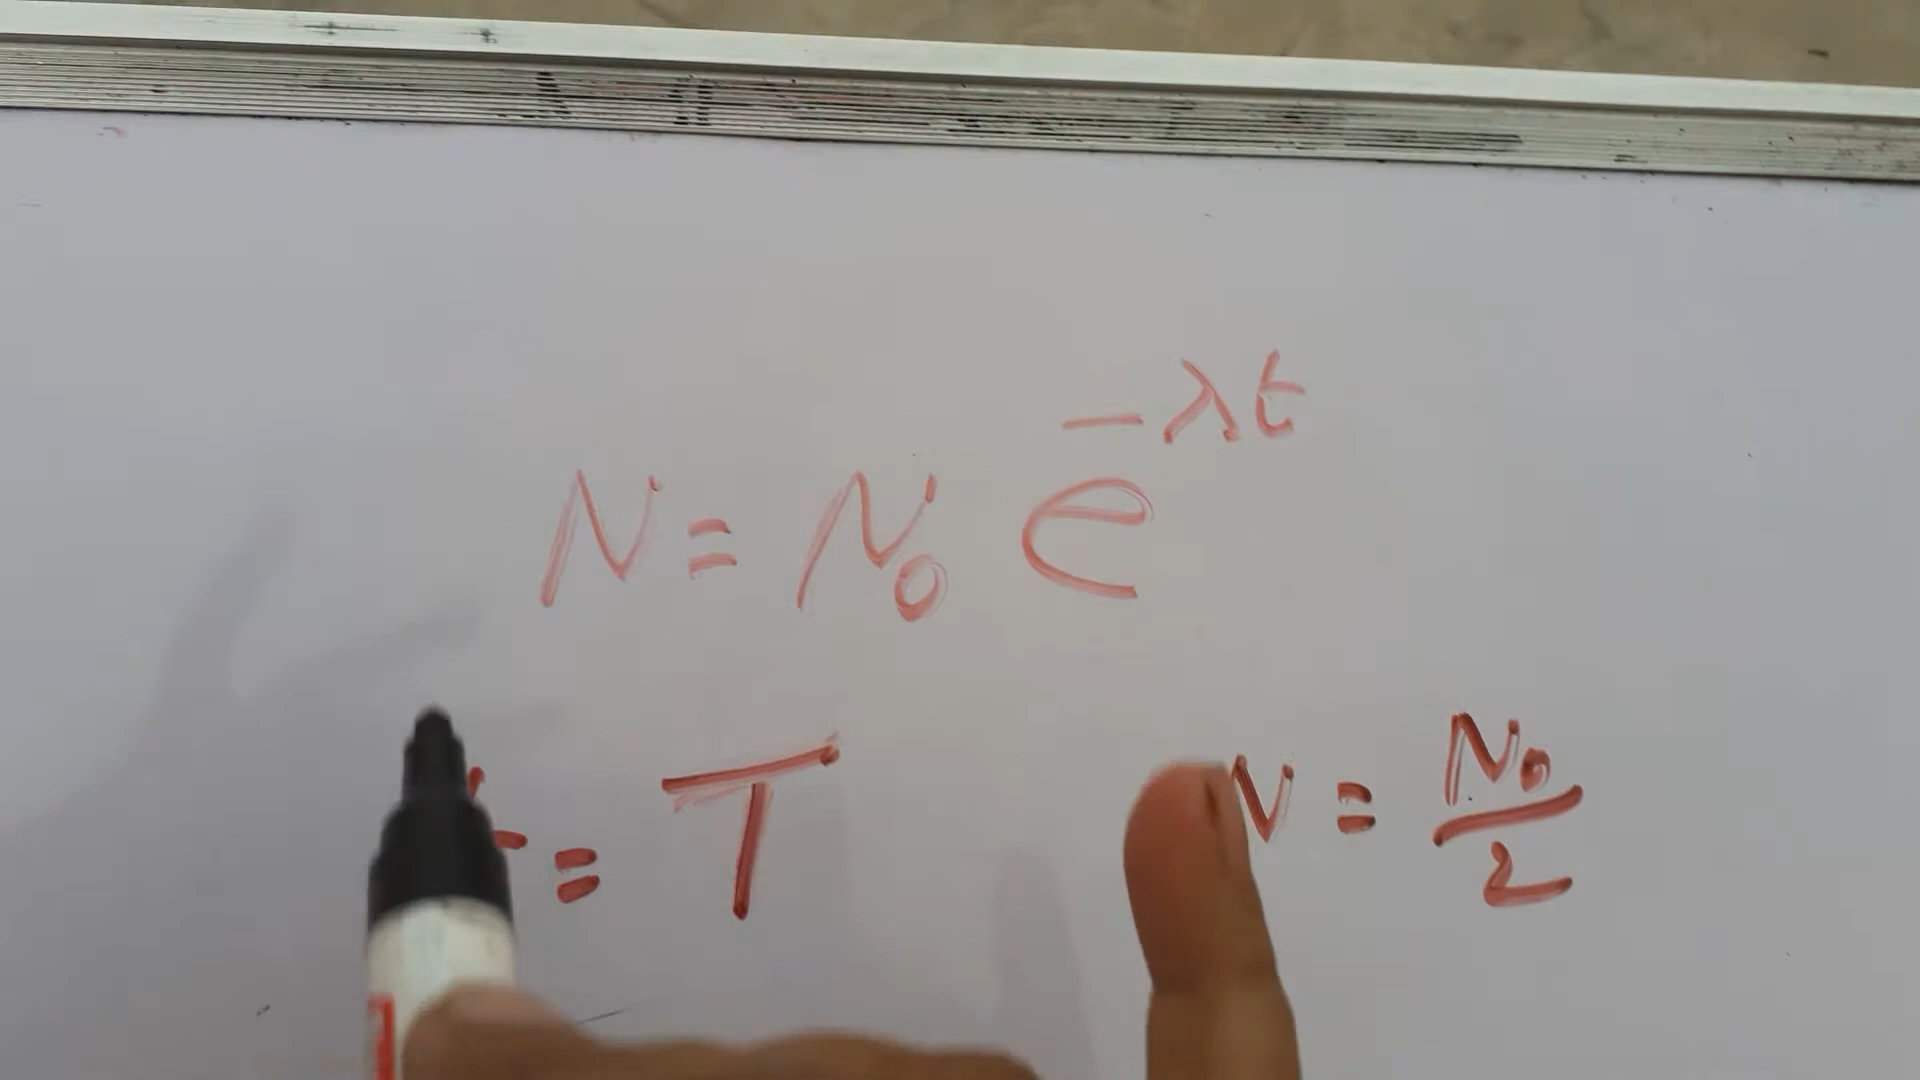 N = N₀ e^{-λt}
t = T N = N₀/2